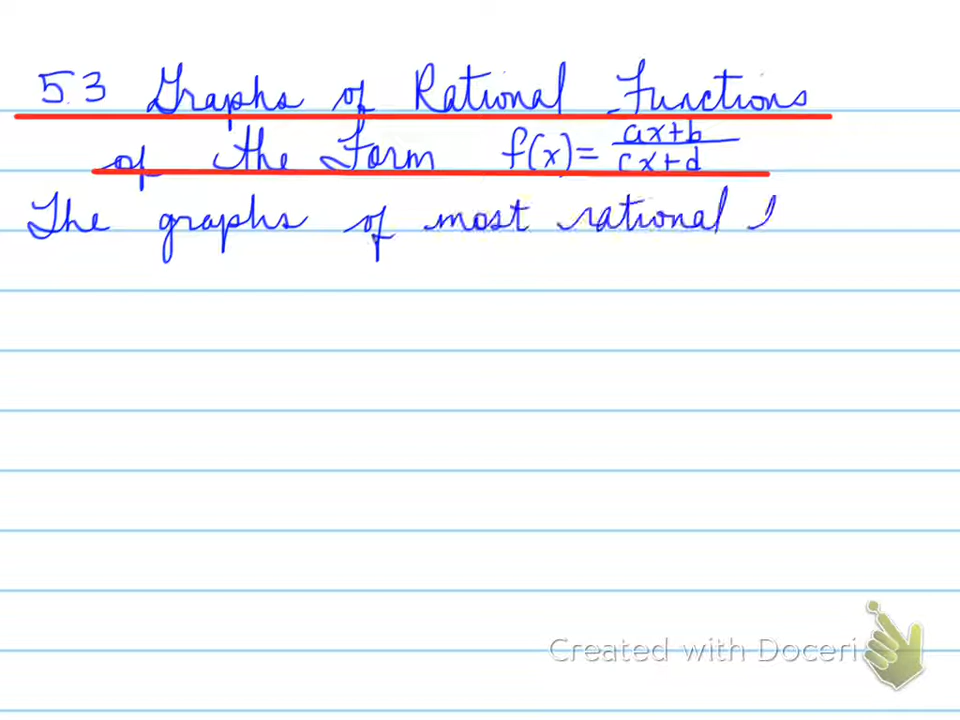 5.3 Graphs of Rational Functions
of the Form f(x) = \frac{ax+b}{cx+d}
The graphs of most rational
Created with Doceri